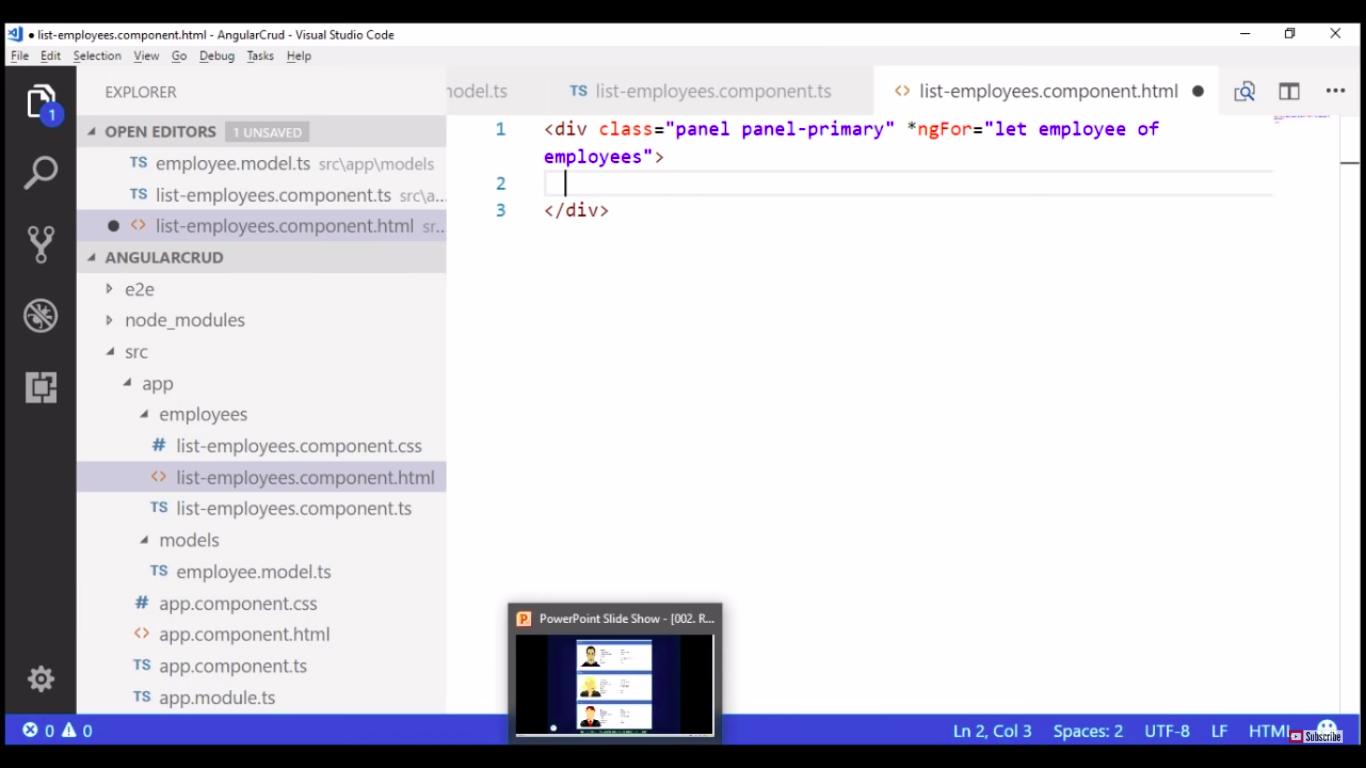 list-employees.component.html - AngularCrud - Visual Studio Code
File Edit Selection View Go Debug Tasks Help
EXPLORER
nodel.ts
TS list-employees.component.ts
<> list-employees.component.html
OPEN EDITORS 1 UNSAVED
TS employee.model.ts src\app\models
TS list-employees.component.ts src\a...
<> list-employees.component.html sr...
ANGULARCRUD
e2e
node_modules
src
app
employees
# list-employees.component.css
<> list-employees.component.html
TS list-employees.component.ts
models
TS employee.model.ts
# app.component.css
<> app.component.html
TS app.component.ts
TS app.module.ts
1
1 <div class="panel panel-primary" *ngFor="let employee of
employees">
2
3 </div>
P PowerPoint Slide Show - [002. R...
0 0
Ln 2, Col 3 Spaces: 2 UTF-8 LF HTML
Subscribe